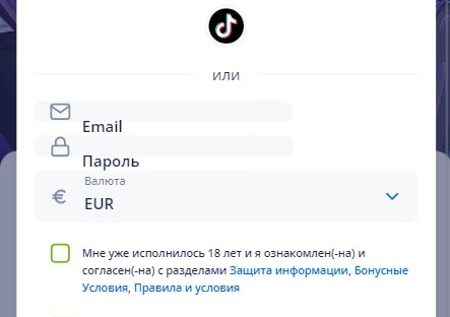 или
Email
Пароль
Валюта
€ EUR
Мне уже исполнилось 18 лет и я ознакомлен(-на) и
согласен(-на) с разделами Защита информации, Бонусные
Условия, Правила и условия